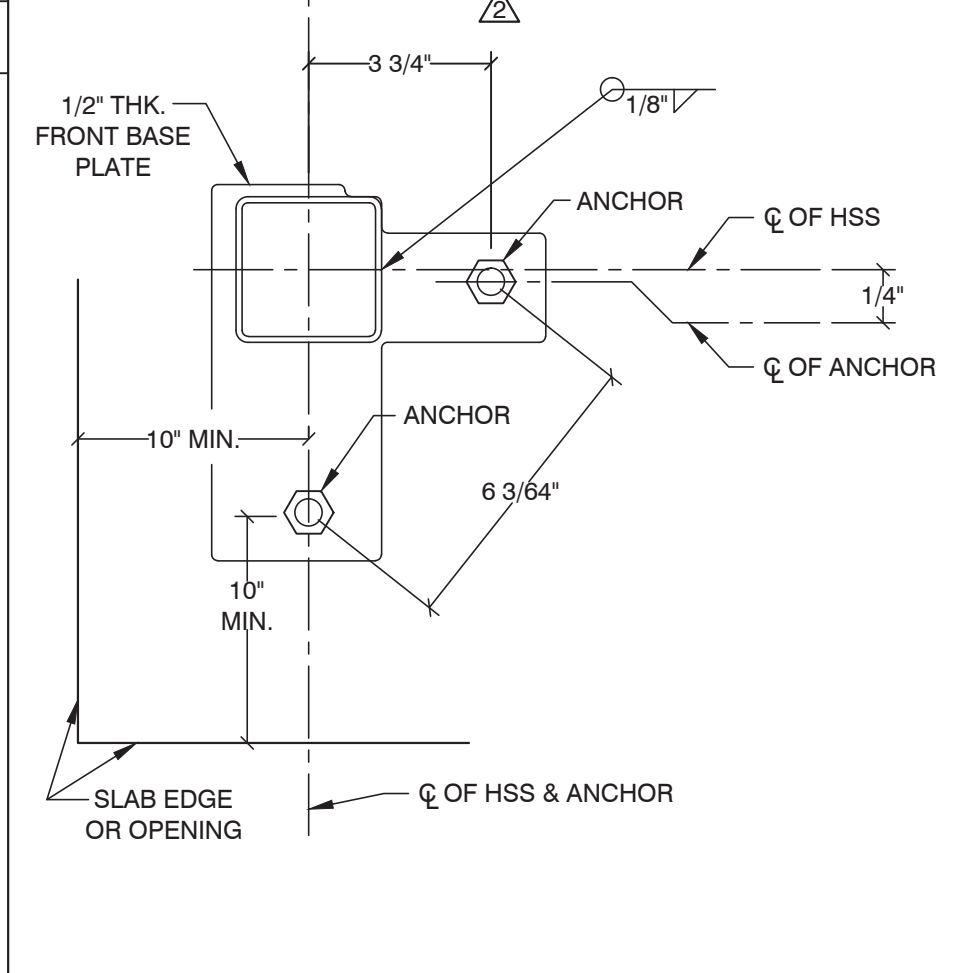 2
3 3/4"
1/8"
1/2" THK.
FRONT BASE
PLATE
ANCHOR
℄ OF HSS
1/4"
℄ OF ANCHOR
ANCHOR
10" MIN.
6 3/64"
10"
MIN.
SLAB EDGE
OR OPENING
℄ OF HSS & ANCHOR